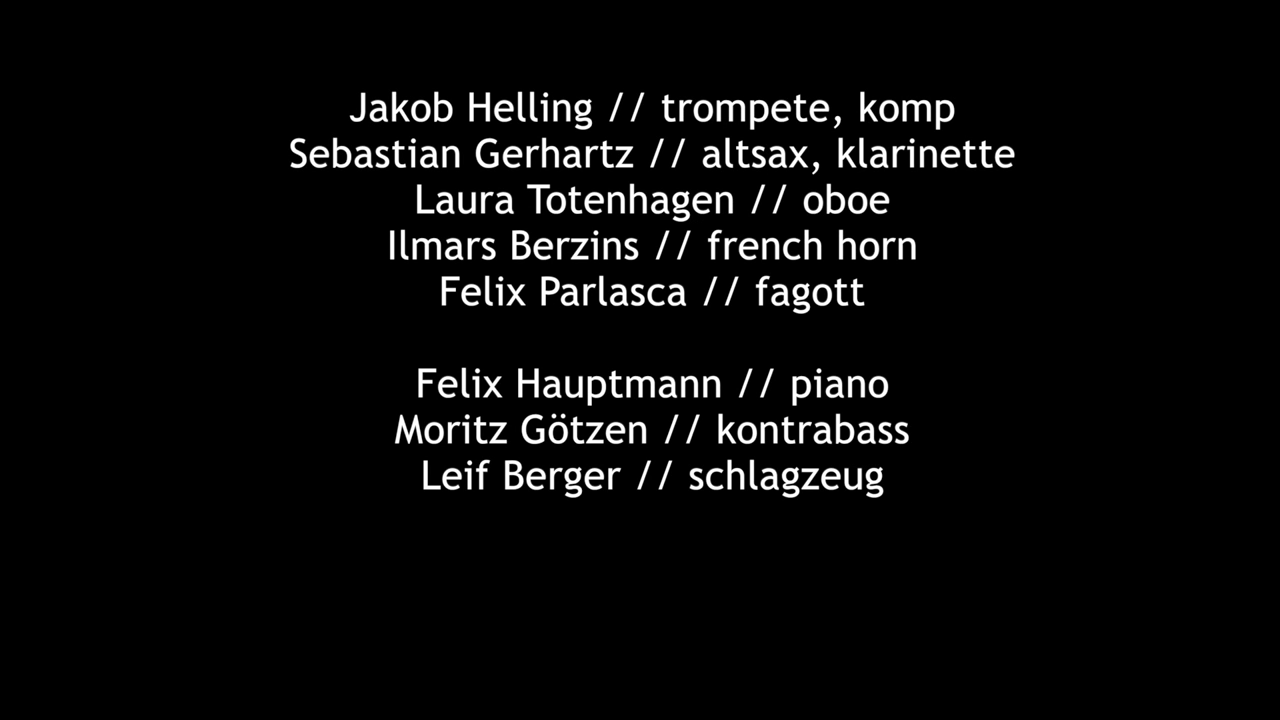 Jakob Helling // trompete, komp
Sebastian Gerhartz // altsax, klarinette
Laura Totenhagen // oboe
Ilmars Berzins // french horn
Felix Parlasca // fagott
Felix Hauptmann // piano
Moritz Götzen // kontrabass
Leif Berger // schlagzeug